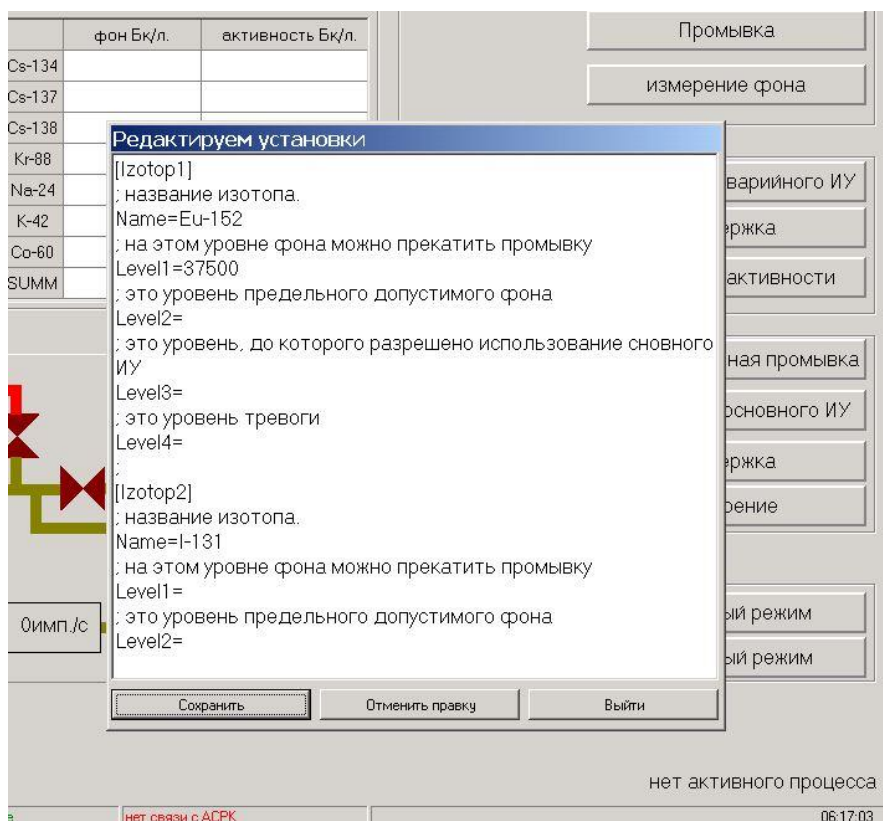 фон Бк/л. активность Бк/л.
Cs-134
Cs-137
Cs-138
Kr-88
Na-24
K-42
Co-60
SUMM
Промывка
измерение фона
Редактируем установки
[Izotop1]
; название изотопа.
Name=Eu-152
; на этом уровне фона можно прекатить промывку
Level1=37500
; это уровень предельного допустимого фона
Level2=
; это уровень, до которого разрешено использование сновного
ИУ
Level3=
; это уровень тревоги
Level4=
;
[Izotop2]
; название изотопа.
Name=I-131
; на этом уровне фона можно прекатить промывку
Level1=
; это уровень предельного допустимого фона
Level2=
Сохранить Отменить правку Выйти
варийного ИУ
ржка
активности
ная промывка
основного ИУ
ржка
рение
ый режим
ый режим
0имп./с
нет активного процесса
нет связи с АСРК
06:17:03